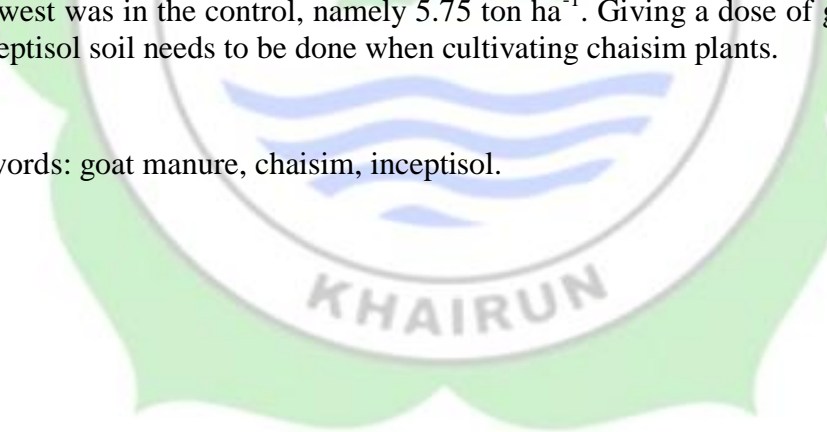 west was in the control, namely 5.75 ton ha⁻¹. Giving a dose of
eptisol soil needs to be done when cultivating chaisim plants.
words: goat manure, chaisim, inceptisol.
KHAIRUN